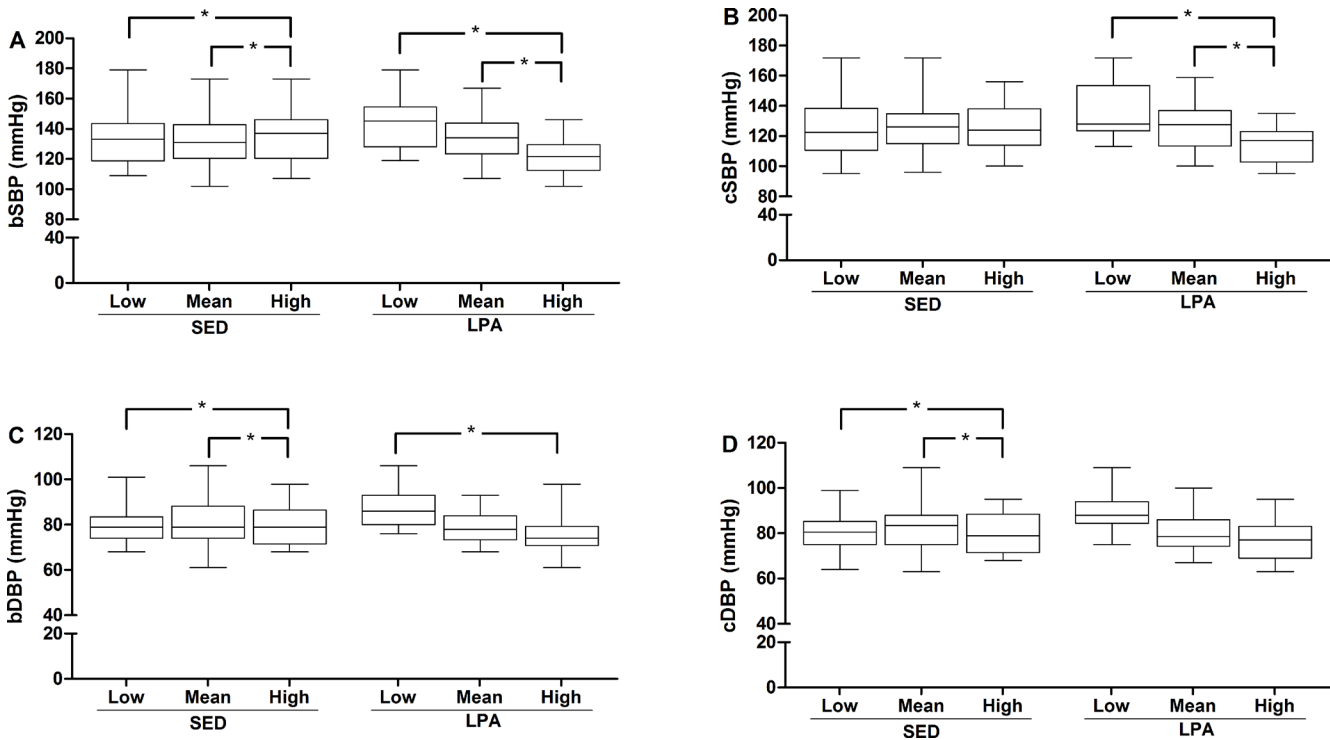 A
bSBP (mmHg)
200
180
160
140
120
100
80
40
0
* * * *
Low Mean High Low Mean High
SED LPA
B
cSBP (mmHg)
200
180
160
140
120
100
80
40
0
* *
Low Mean High Low Mean High
SED LPA
C
bDBP (mmHg)
120
100
80
60
40
20
0
* * *
Low Mean High Low Mean High
SED LPA
D
cDBP (mmHg)
120
100
80
60
40
20
0
* *
Low Mean High Low Mean High
SED LPA